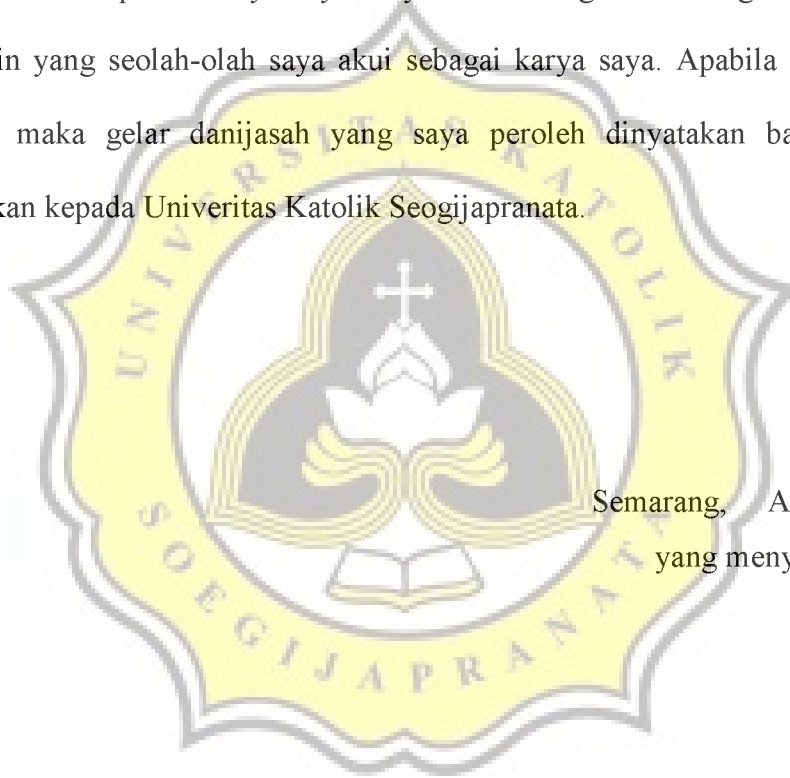 in yang seolah-olah saya akui sebagai karya saya. Apabila
maka gelar danijasah yang saya peroleh dinyatakan ba
kan kepada Univeritas Katolik Seogijapranata.
UNIVERSITAS KATOLIK
Semarang, A
yang meny
SOEGIJAPRANATA